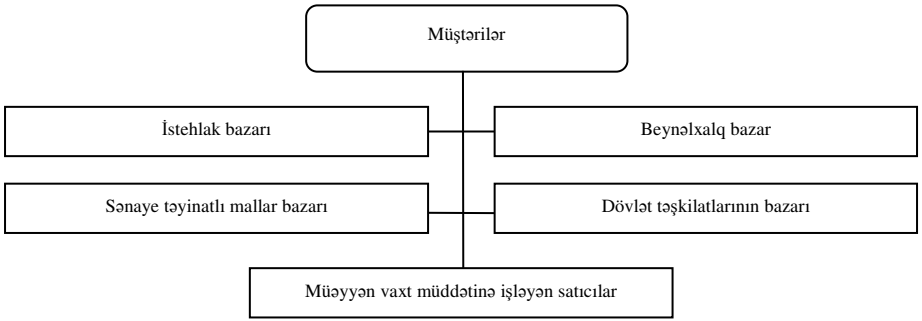 Müştərilər
İstehlak bazarı
Beynəlxalq bazar
Sənaye təyinatlı mallar bazarı
Dövlət təşkilatlarının bazarı
Müəyyən vaxt müddətinə işləyən satıcılar